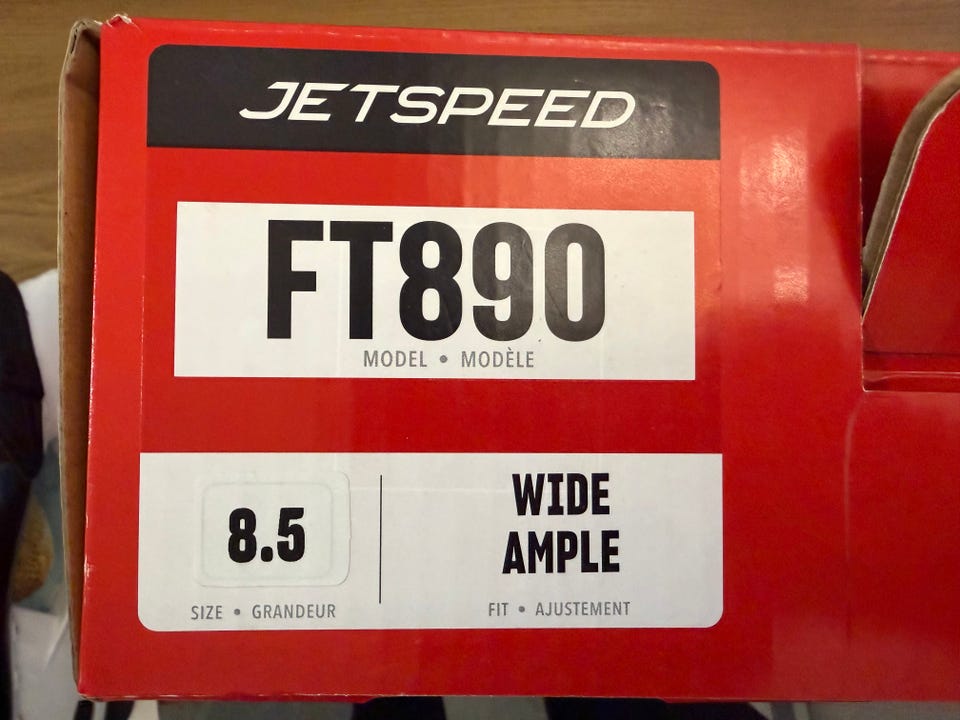 JETSPEED
FT890
MODEL • MODÈLE
8.5
SIZE • GRANDEUR
WIDE
AMPLE
FIT • AJUSTEMENT